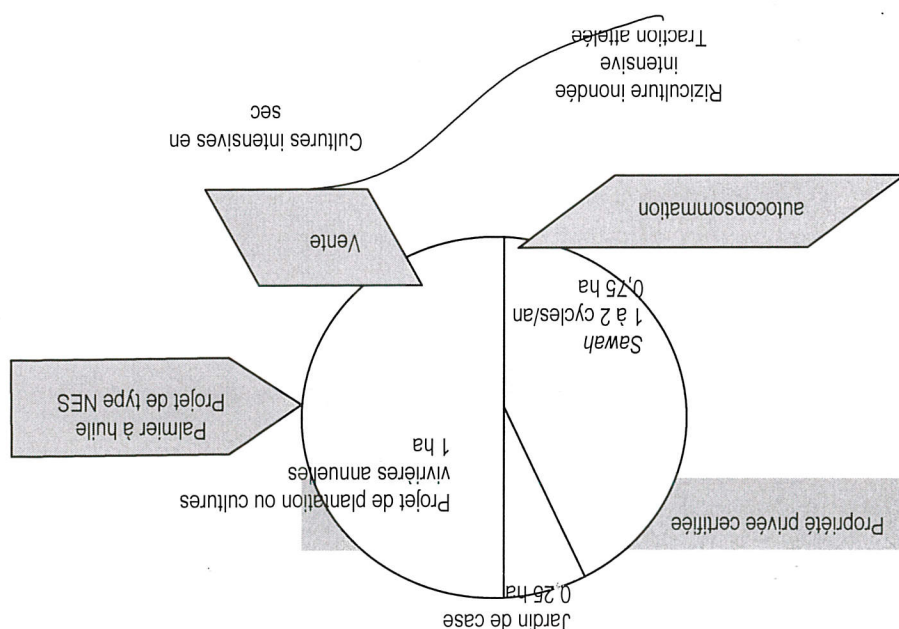 Jardin de case
0,25 ha
Propriété privée certifiée
Projet de plantation ou cultures
vivrières annuelles
1 ha
Palmier à huile
Projet de type NES
Sawah
1 à 2 cycles/an
0,75 ha
autoconsommation
Vente
Cultures intensives en
sec
Riziculture inondée
intensive
Traction attelée